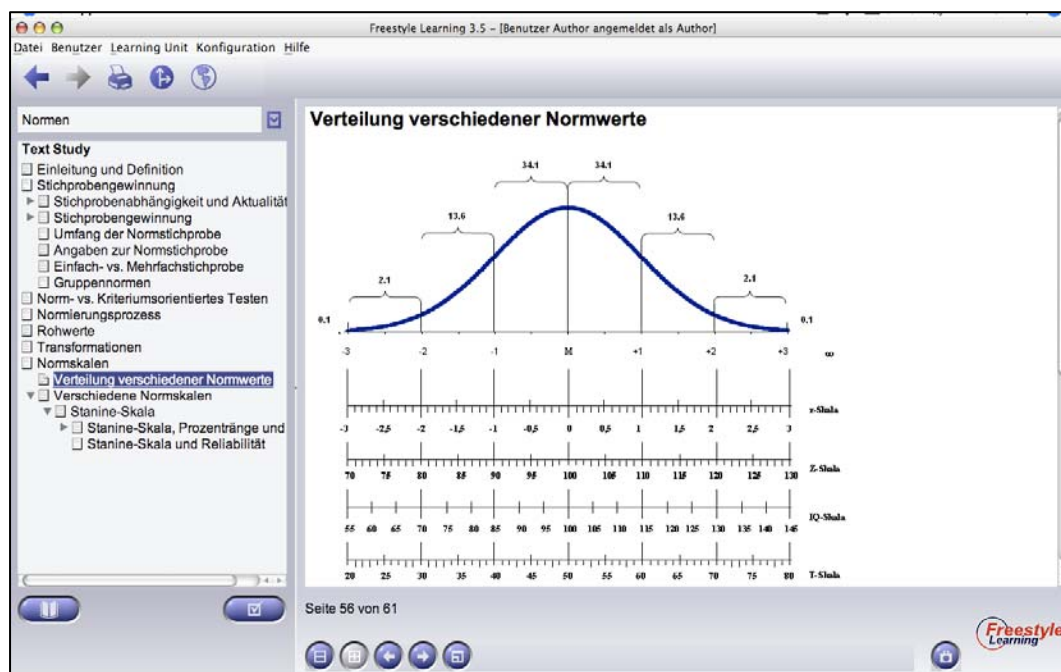 Freestyle Learning 3.5 – [Benutzer Author angemeldet als Author]
Datei Benutzer Learning Unit Konfiguration Hilfe
Normen
Text Study
Einleitung und Definition
Stichprobengewinnung
Stichprobenabhängigkeit und Aktualität
Stichprobengewinnung
Umfang der Normstichprobe
Angaben zur Normstichprobe
Einfach- vs. Mehrfachstichprobe
Gruppennormen
Norm- vs. Kriteriumsorientiertes Testen
Normierungsprozess
Rohwerte
Transformationen
Normskalen
Verteilung verschiedener Normwerte
Verschiedene Normskalen
Stanine-Skala
Stanine-Skala, Prozentränge und
Stanine-Skala und Reliabilität
Verteilung verschiedener Normwerte
34.1 34.1
13.6 13.6
2.1 2.1
0.1 0.1
-3 -2 -1 M +1 +2 +3 ω
z-Skala
-3 -2,5 -2 -1,5 -1 -0,5 0 0,5 1 1,5 2 2,5 3
Z-Skala
70 75 80 85 90 95 100 105 110 115 120 125 130
IQ-Skala
55 60 65 70 75 80 85 90 95 100 105 110 115 120 125 130 135 140 145
T-Skala
20 25 30 35 40 45 50 55 60 65 70 75 80
Seite 56 von 61
Freestyle
Learning